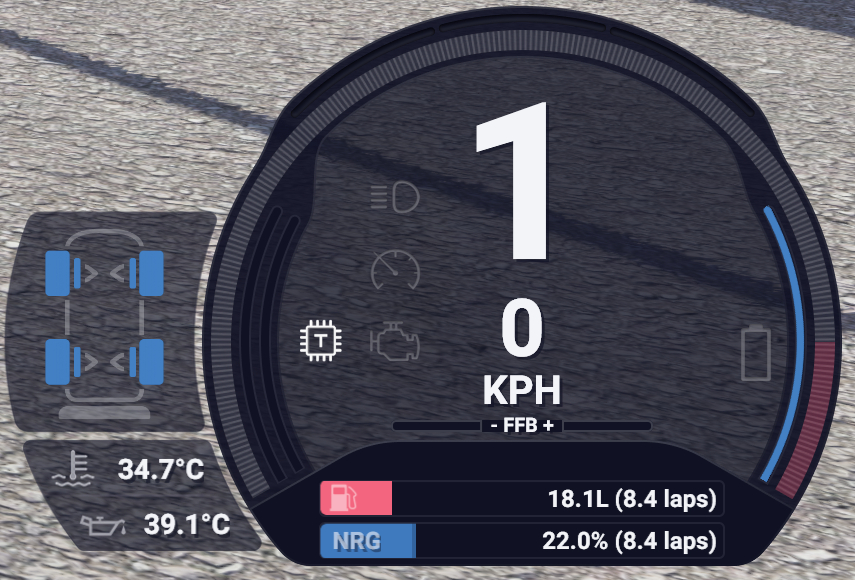 1
T
0
KPH
- FFB +
34.7°C
39.1°C
18.1L (8.4 laps)
NRG 22.0% (8.4 laps)